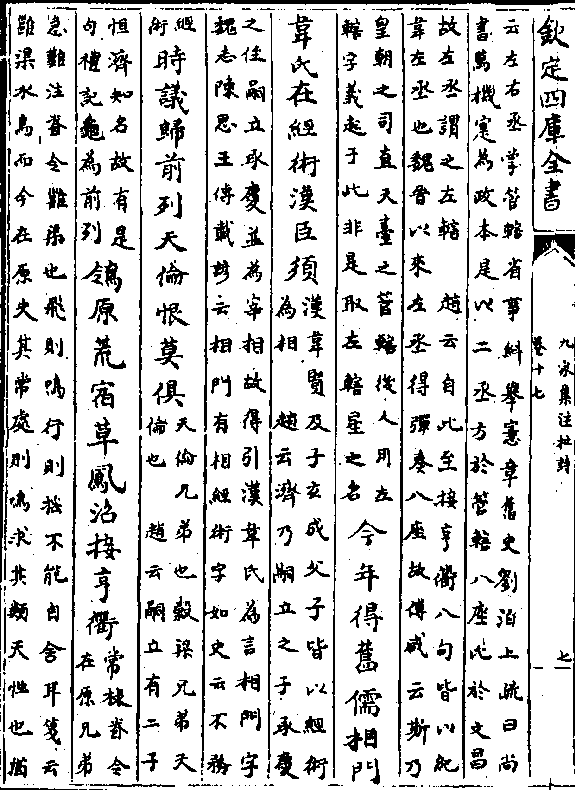 欽定四庫全書
九家集注杜詩
卷十七
七
云左右丞掌管轄省事糾舉憲章舊史劉洎上疏曰尚
書萬機寔為政本是以二丞方於管轄八座比於文昌
故左丞謂之左轄 趙云自此至接亨衢八句皆以紀
韋左丞也魏晉以來左丞得彈奏八座故傅咸云斯乃
皇朝之司直天臺之管轄後人用左
轄字義起于此非是取左轄星之名
今年得舊儒相門
韋氏在經術漢臣須
漢韋賢及子玄成父子皆以經術
為相 趙云濟乃嗣立之子承慶
之侄嗣立承慶並為宰相故得引漢韋氏為言相門字
魏志陳思王傳載詩云相門有相經術字如史云不務
經
術
時議歸前列天倫恨莫俱
天倫兄弟也穀梁兄弟天
倫也 趙云嗣立有二子
恒濟知名故有是
句禮記龜為前列
鴒原荒宿草鳳沼接亨衢
常棣脊令
在原兄弟
急難注脊令雝渠也飛則鳴行則揺不能自舍耳箋云
雝渠水鳥而今在原失其常處則鳴求其類天性也猶